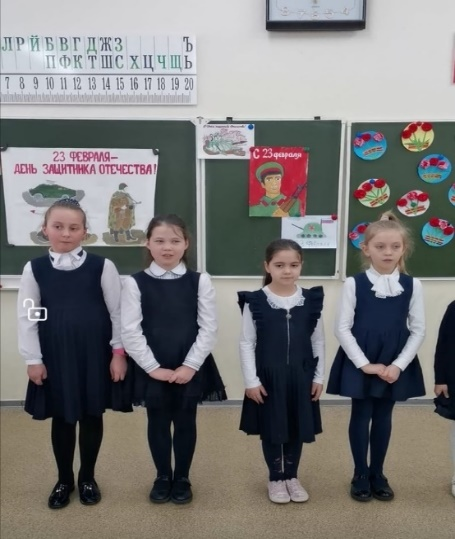 ЛРЙБВГДЖЗ Ъ
ПФКТШСХЦЧЩЬ
7 8 9 10 11 12 13 14 15 16 17 18 19 20
23 ФЕВРАЛЯ–
ДЕНЬ ЗАЩИТНИКА ОТЕЧЕСТВА!
С 23 февраля